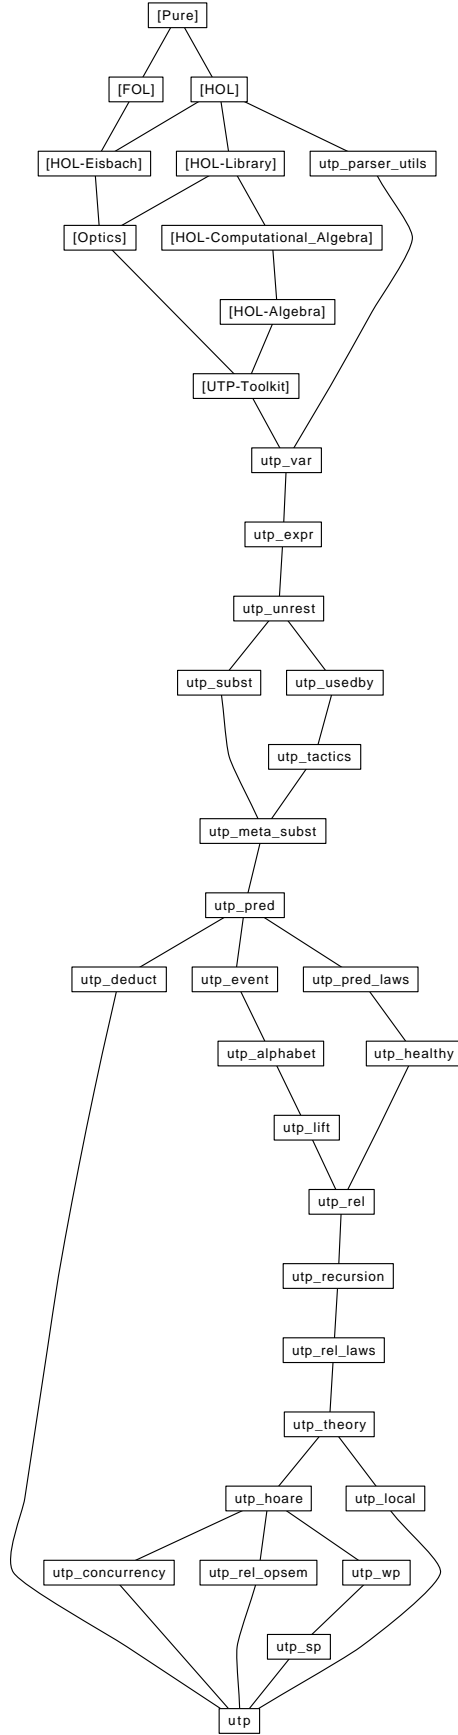 [Pure]
[FOL]
[HOL]
[HOL-Eisbach]
[HOL-Library]
utp_parser_utils
[Optics]
[HOL-Computational_Algebra]
[HOL-Algebra]
[UTP-Toolkit]
utp_var
utp_expr
utp_unrest
utp_subst
utp_usedby
utp_tactics
utp_meta_subst
utp_pred
utp_deduct
utp_event
utp_pred_laws
utp_alphabet
utp_healthy
utp_lift
utp_rel
utp_recursion
utp_rel_laws
utp_theory
utp_hoare
utp_local
utp_concurrency
utp_rel_opsem
utp_wp
utp_sp
utp